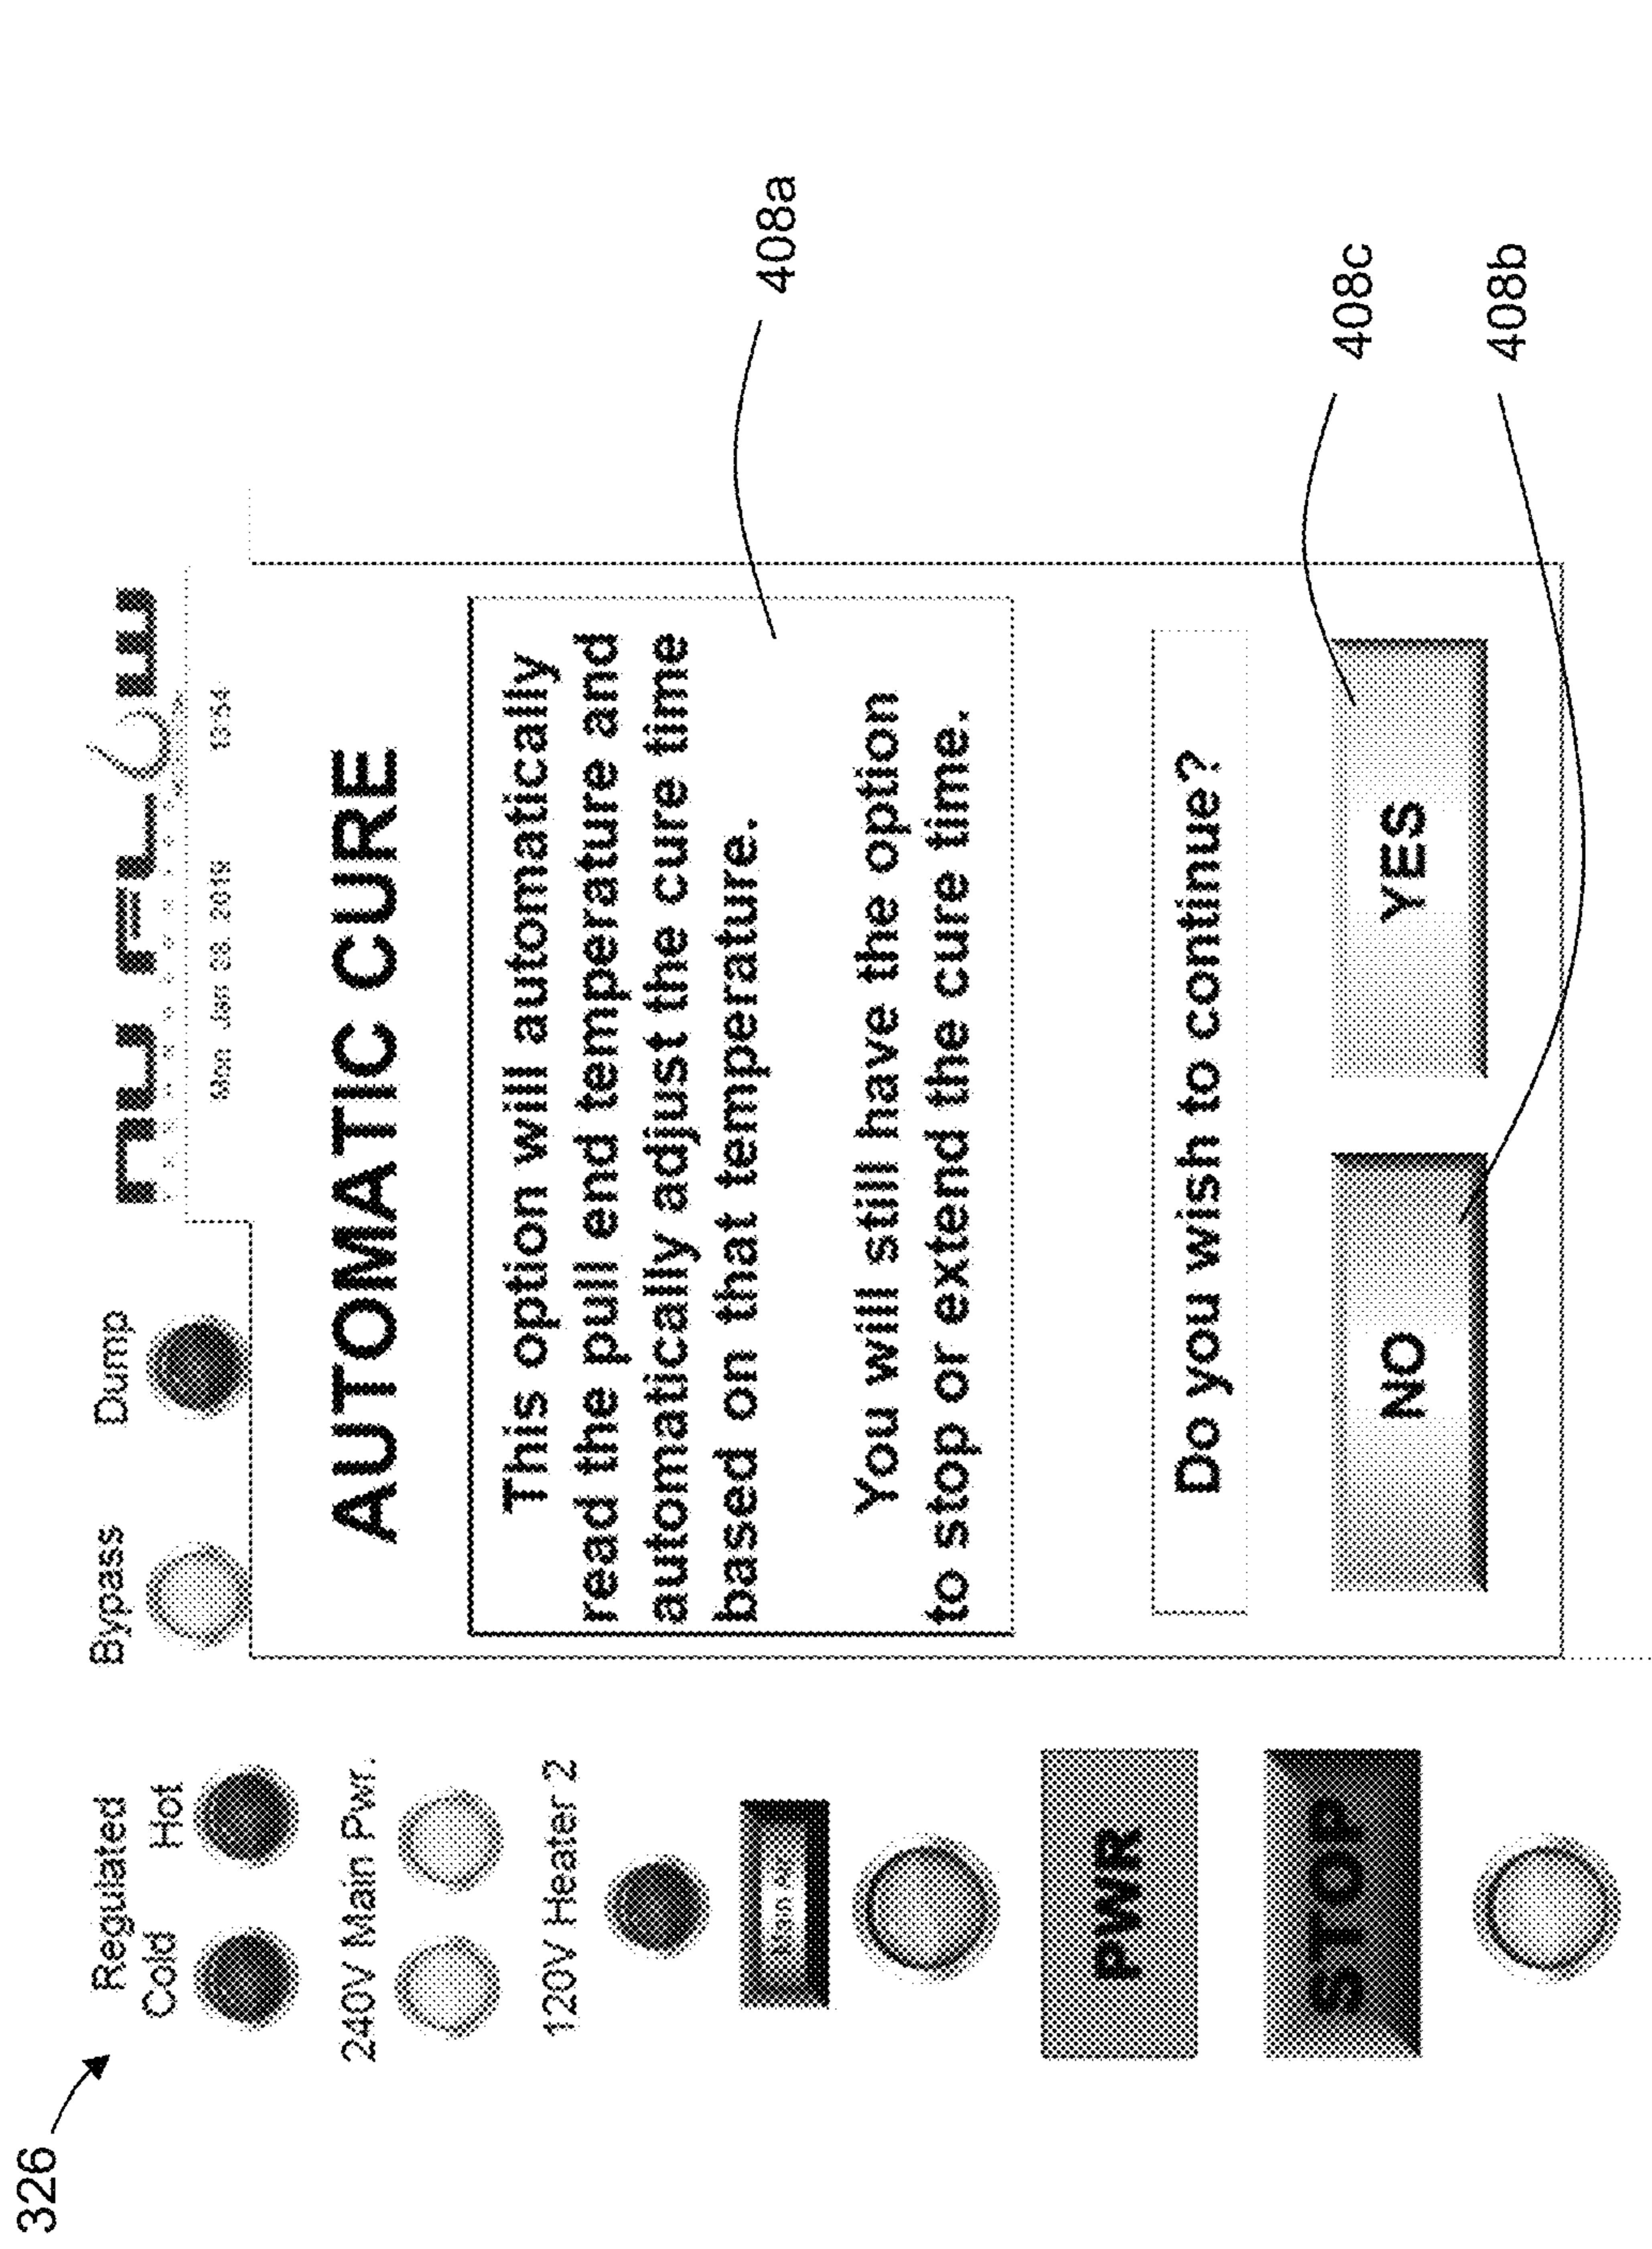 326
Regulated
Cold Hot
Bypass
Dump
nu FLOW
240V Main Pwr.
120V Heater 2
PWR
STOP
AUTOMATIC CURE
This option will automatically
read the pull end temperature and
automatically adjust the cure time
based on that temperature.
You will still have the option
to stop or extend the cure time.
Do you wish to continue?
NO
YES
408a
408c
408b